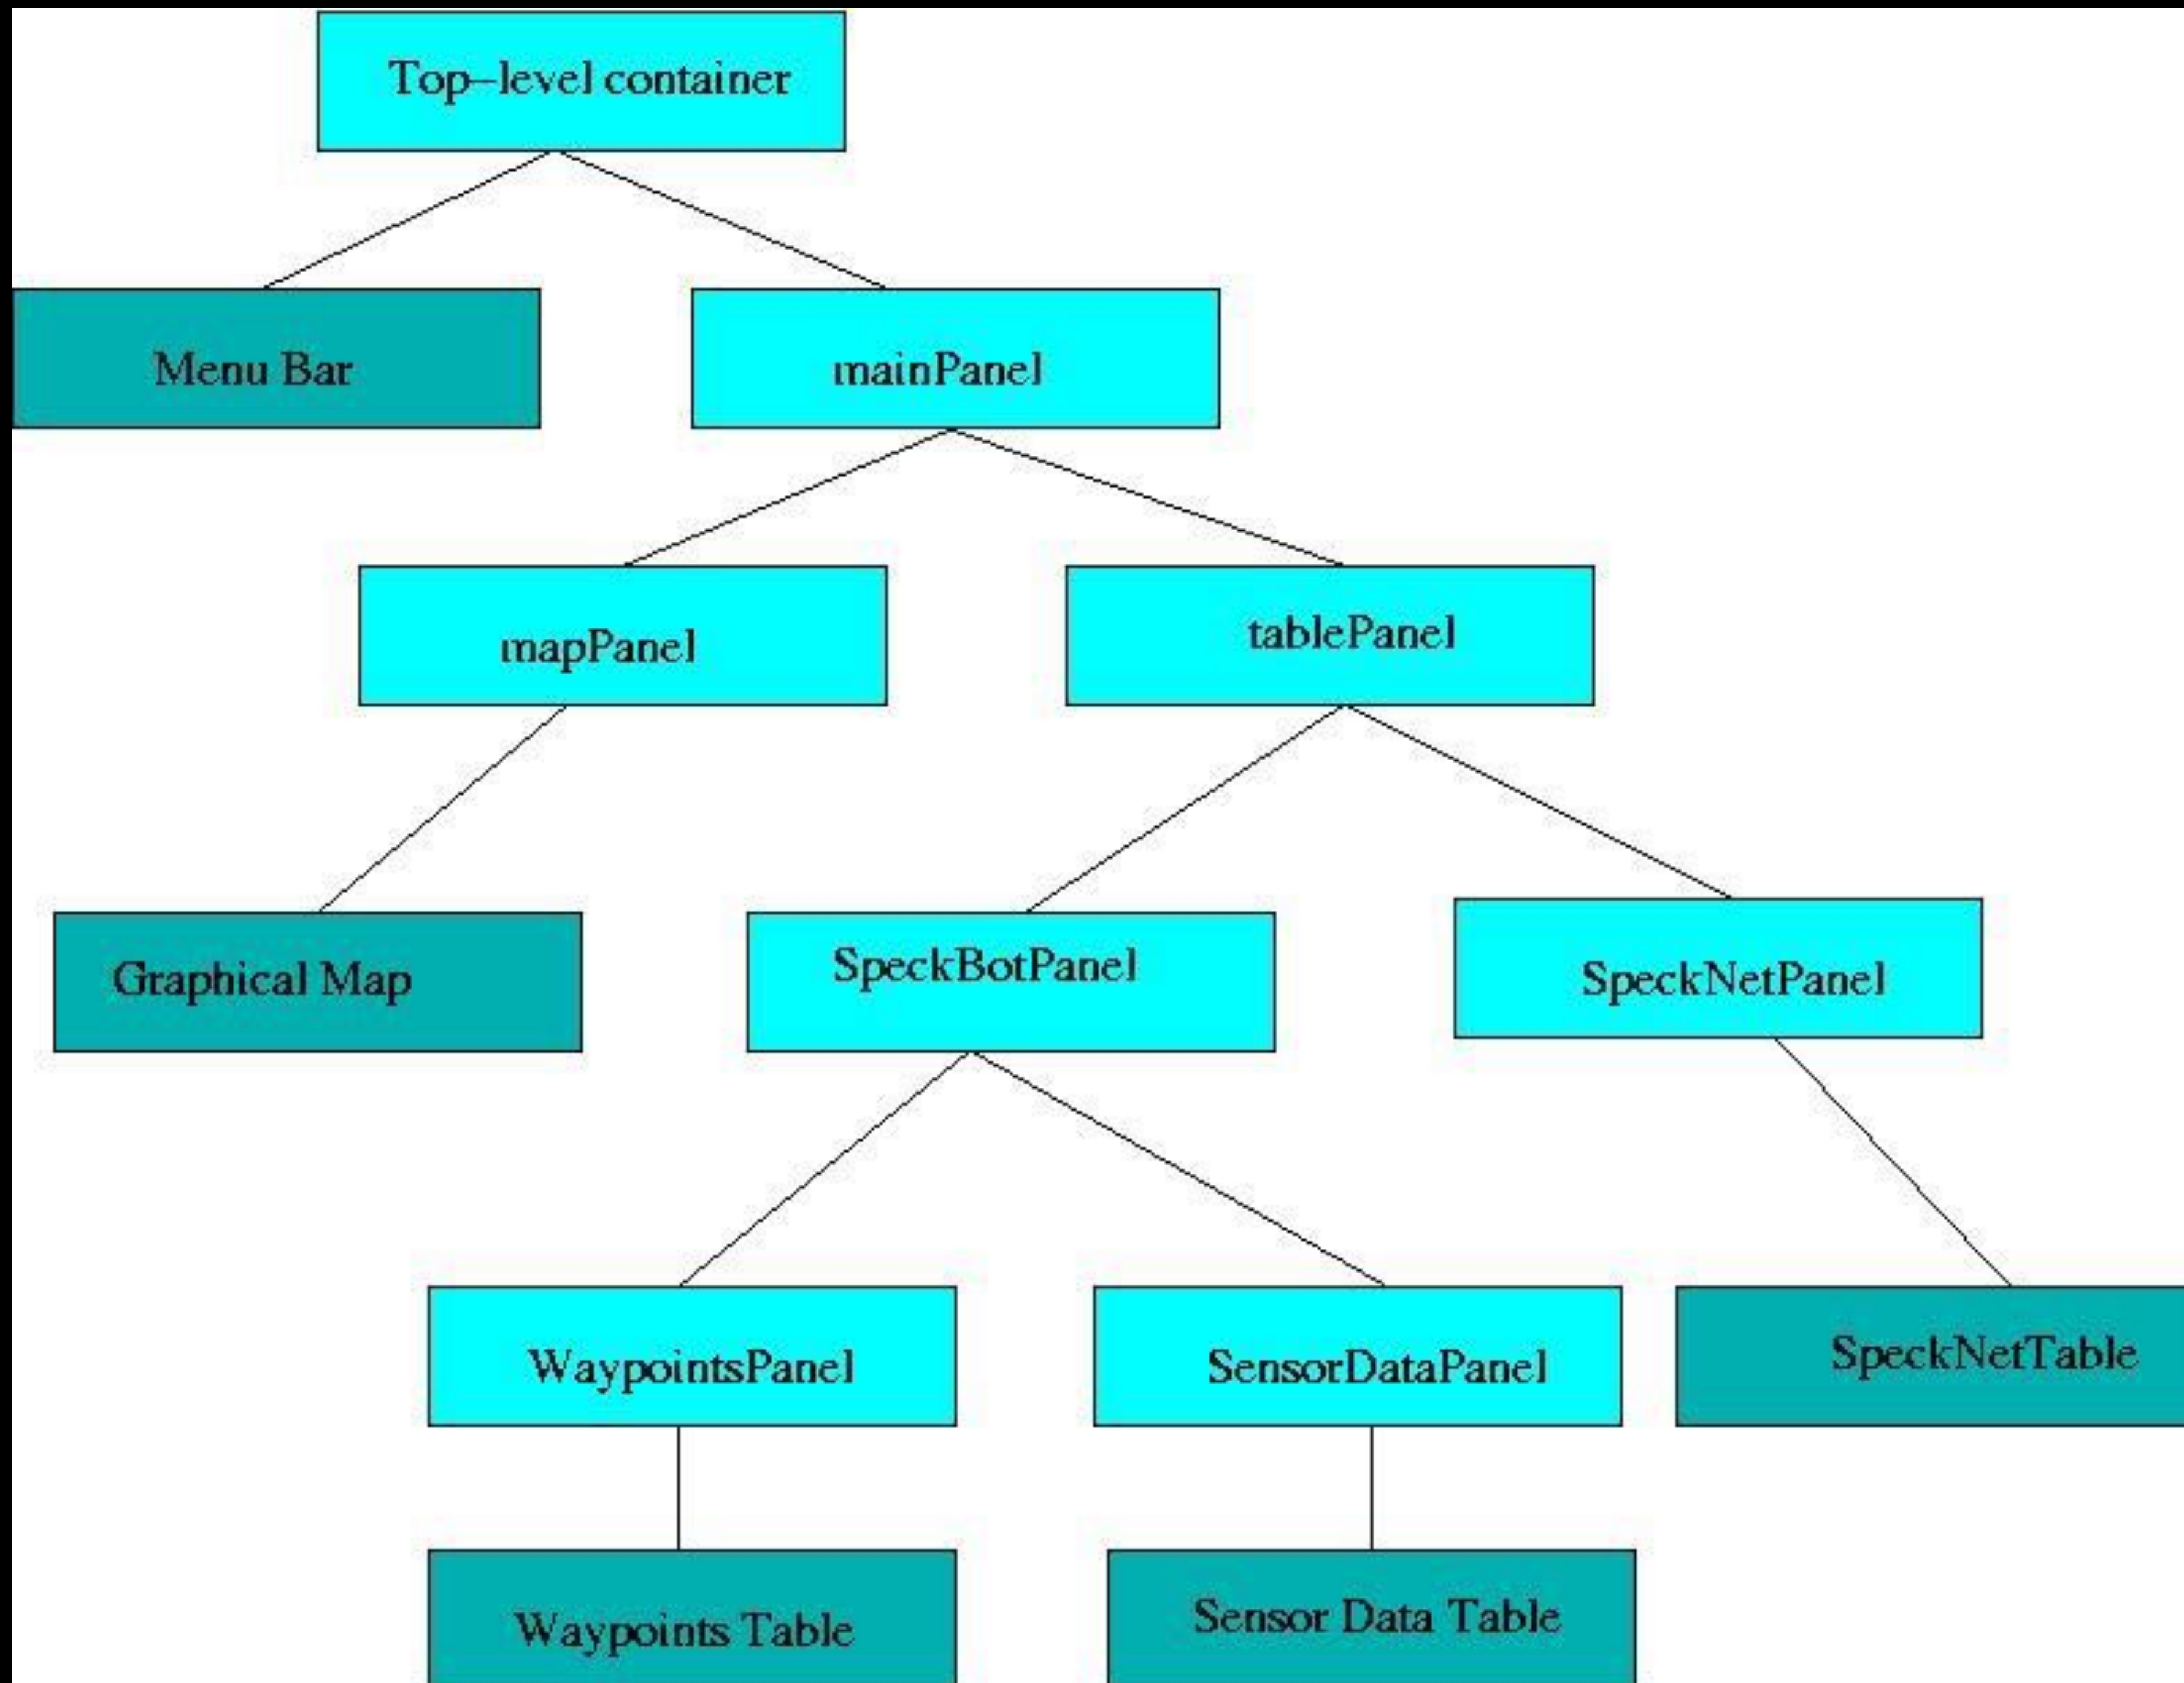 Top-level container
Menu Bar
mainPanel
mapPanel
tablePanel
Graphical Map
SpeckBotPanel
SpeckNetPanel
WaypointsPanel
SensorDataPanel
SpeckNetTable
Waypoints Table
Sensor Data Table